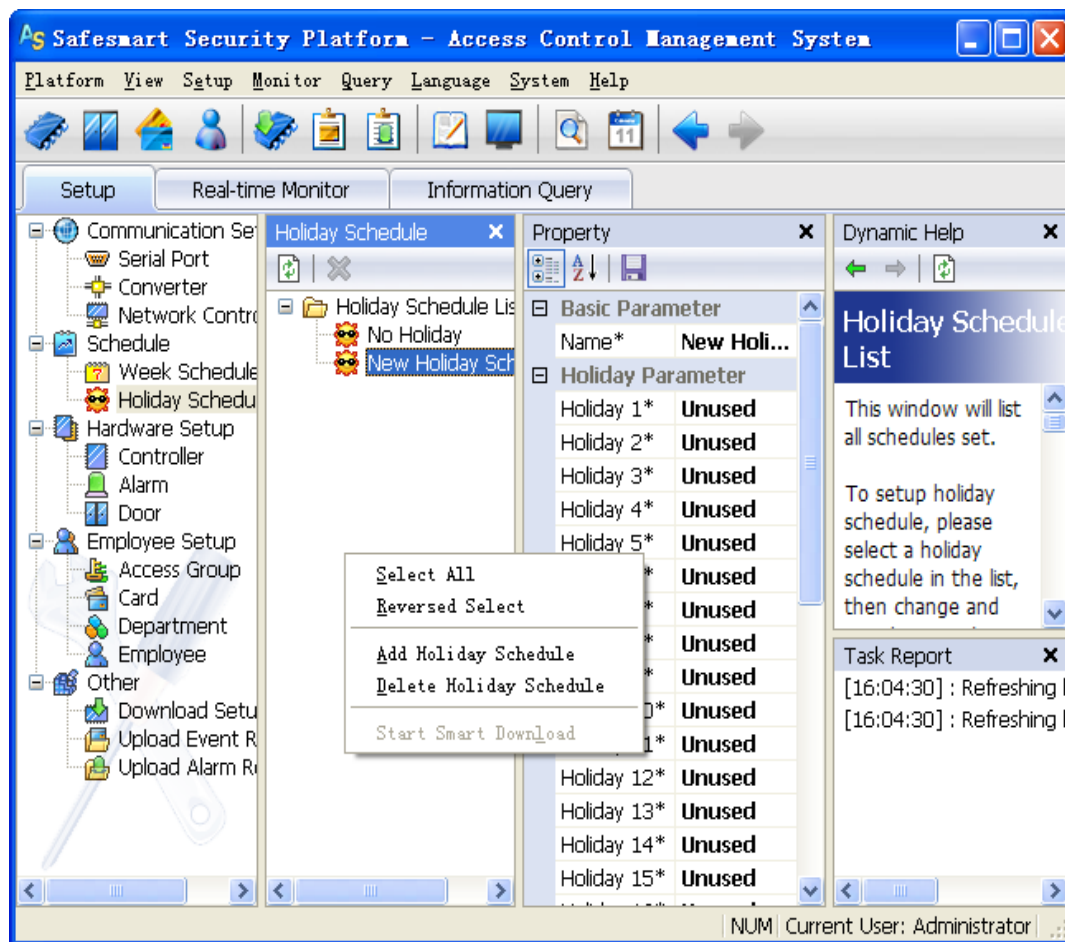 AS Safesmart Security Platform - Access Control Management System
Platform View Setup Monitor Query Language System Help
11
Setup Real-time Monitor Information Query
Communication Se
Serial Port
Converter
Network Contro
Schedule
7 Week Schedule
Holiday Schedu
Hardware Setup
Controller
Alarm
Door
Employee Setup
Access Group
Card
Department
Employee
Other
Download Setu
Upload Event R
Upload Alarm R
Holiday Schedule
Holiday Schedule Lis
No Holiday
New Holiday Sch
Select All
Reversed Select
Add Holiday Schedule
Delete Holiday Schedule
Start Smart Download
Property
A Z
Basic Parameter
Name* New Holi...
Holiday Parameter
Holiday 1* Unused
Holiday 2* Unused
Holiday 3* Unused
Holiday 4* Unused
Holiday 5* Unused
* Unused
* Unused
* Unused
* Unused
0* Unused
1* Unused
Holiday 12* Unused
Holiday 13* Unused
Holiday 14* Unused
Holiday 15* Unused
Dynamic Help
Holiday Schedule
List
This window will list
all schedules set.
To setup holiday
schedule, please
select a holiday
schedule in the list,
then change and
Task Report
[16:04:30] : Refreshing
[16:04:30] : Refreshing
NUM Current User: Administrator